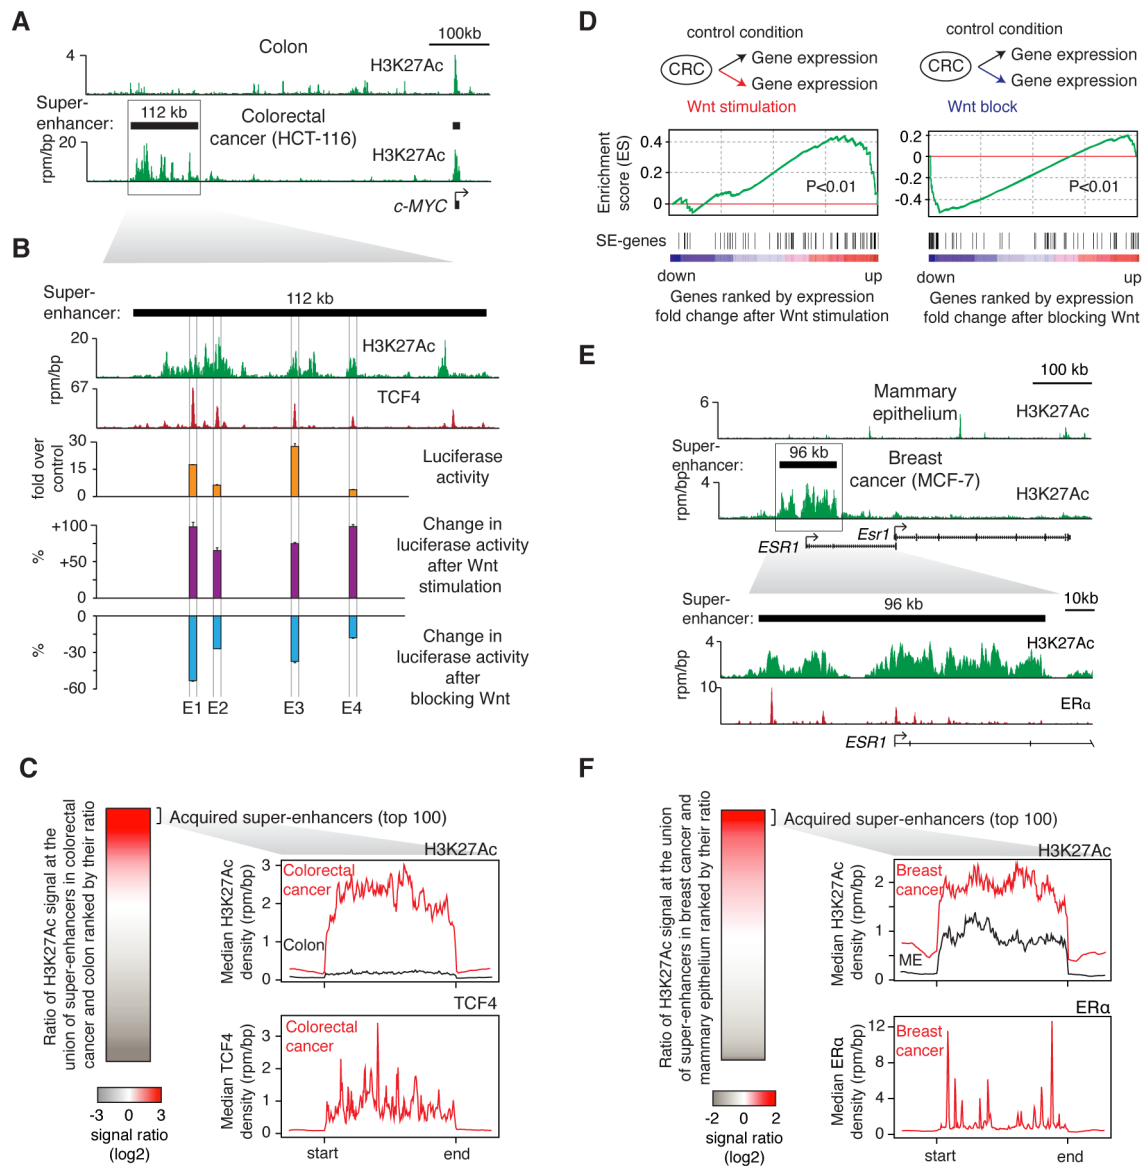 A
100kb
Colon
4
H3K27Ac
Super-
enhancer:
112 kb
Colorectal
cancer (HCT-116)
20
rpm/bp
H3K27Ac
c-MYC
B
Super-
enhancer:
112 kb
20
rpm/bp
H3K27Ac
67
TCF4
30
15
0
fold over
control
Luciferase
activity
+100
+50
0
%
Change in
luciferase activity
after Wnt
stimulation
0
-30
-60
%
Change in
luciferase activity
after
blocking Wnt
E1 E2 E3 E4
C
Ratio of H3K27Ac signal at the
union of super-enhancers in colorectal
cancer and colon ranked by their ratio
Acquired super-enhancers (top 100)
H3K27Ac
Median H3K27Ac
density (rpm/bp)
3
2
1
0
Colorectal
cancer
Colon
TCF4
Median TCF4
density (rpm/bp)
3
2
1
0
Colorectal
cancer
start end
-3 0 3
signal ratio
(log2)
D
control condition
CRC
Gene expression
Gene expression
Wnt stimulation
control condition
CRC
Gene expression
Gene expression
Wnt block
Enrichment
score (ES)
0.4
0.2
0
P<0.01
0.2
0
-0.2
-0.4
P<0.01
SE-genes
down up
Genes ranked by expression
fold change after Wnt stimulation
down up
Genes ranked by expression
fold change after blocking Wnt
E
100 kb
Mammary
epithelium
6
H3K27Ac
Super-
enhancer:
96 kb
Breast
cancer (MCF-7)
4
rpm/bp
H3K27Ac
ESR1
Esr1
Super-
enhancer:
96 kb
10kb
4
rpm/bp
H3K27Ac
10
ERα
ESR1
F
Ratio of H3K27Ac signal at the union
of super-enhancers in breast cancer and
mammary epithelium ranked by their ratio
Acquired super-enhancers (top 100)
H3K27Ac
Median H3K27Ac
density (rpm/bp)
2
1
0
Breast
cancer
ME
ERα
Median ERα
density (rpm/bp)
12
8
4
0
Breast
cancer
start end
-2 0 2
signal ratio
(log2)